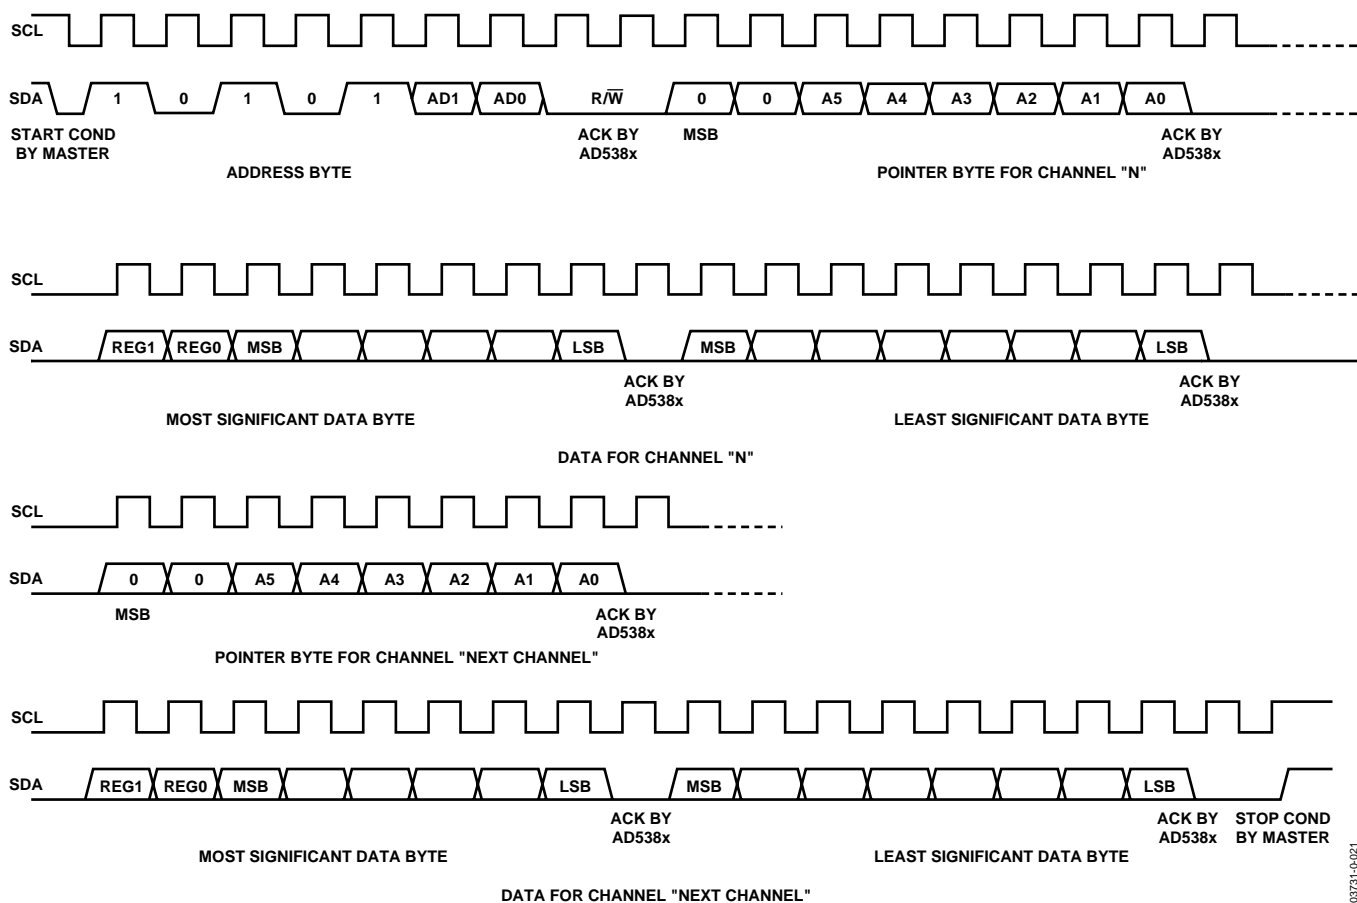 SCL
SDA 1 0 1 0 1 AD1 AD0 R/W̅ 0 0 A5 A4 A3 A2 A1 A0
START COND BY MASTER
ACK BY AD538x
MSB
ACK BY AD538x
ADDRESS BYTE
POINTER BYTE FOR CHANNEL "N"
SCL
SDA REG1 REG0 MSB LSB MSB LSB
ACK BY AD538x
ACK BY AD538x
MOST SIGNIFICANT DATA BYTE
LEAST SIGNIFICANT DATA BYTE
DATA FOR CHANNEL "N"
SCL
SDA 0 0 A5 A4 A3 A2 A1 A0
MSB
ACK BY AD538x
POINTER BYTE FOR CHANNEL "NEXT CHANNEL"
SCL
SDA REG1 REG0 MSB LSB MSB LSB
ACK BY AD538x
ACK BY AD538x
STOP COND BY MASTER
MOST SIGNIFICANT DATA BYTE
LEAST SIGNIFICANT DATA BYTE
DATA FOR CHANNEL "NEXT CHANNEL"
03731-0-021